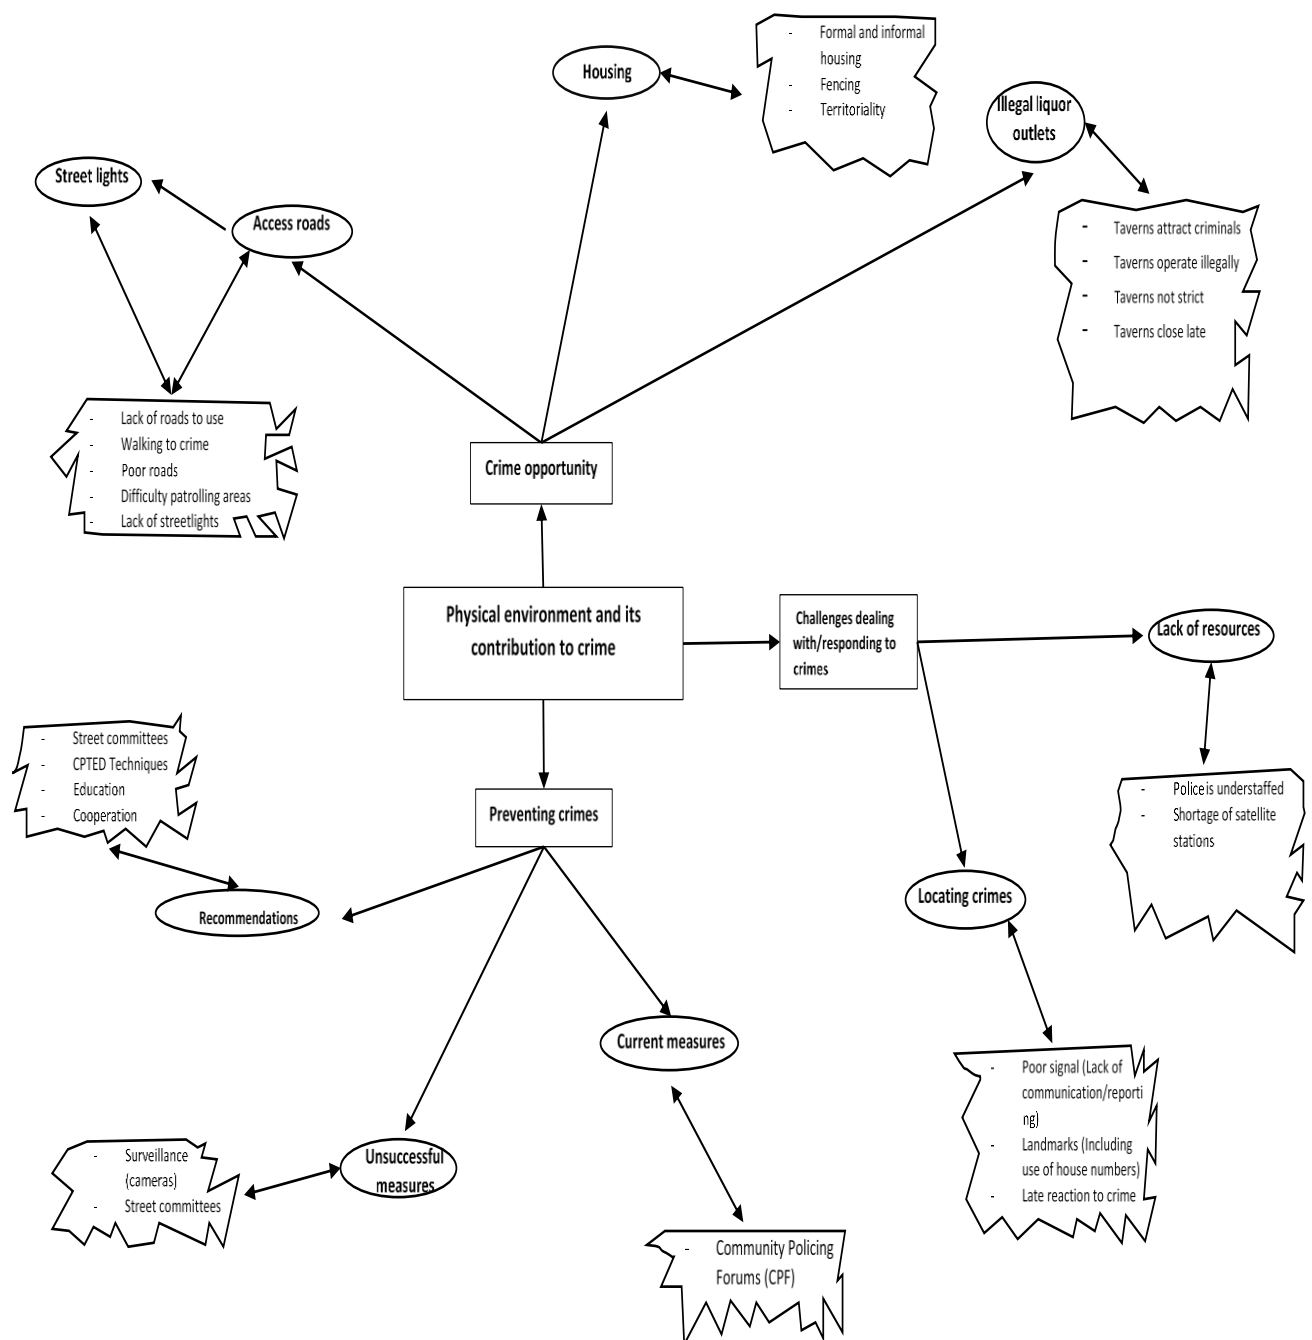 - Formal and informal
housing
- Fencing
- Territoriality
Housing
Illegal liquor
outlets
Street lights
Access roads
- Taverns attract criminals
- Taverns operate illegally
- Taverns not strict
- Taverns close late
- Lack of roads to use
- Walking to crime
- Poor roads
- Difficulty patrolling areas
- Lack of streetlights
Crime opportunity
Physical environment and its
contribution to crime
Challenges dealing
with/responding to
crimes
Lack of resources
- Street committees
- CPTED Techniques
- Education
- Cooperation
Preventing crimes
- Police is understaffed
- Shortage of satellite
stations
Recommendations
Locating crimes
Current measures
- Poor signal (Lack of
communication/reporti
ng)
- Landmarks (Including
use of house numbers)
- Late reaction to crime
Unsuccessful
measures
- Surveillance
(cameras)
- Street committees
- Community Policing
Forums (CPF)